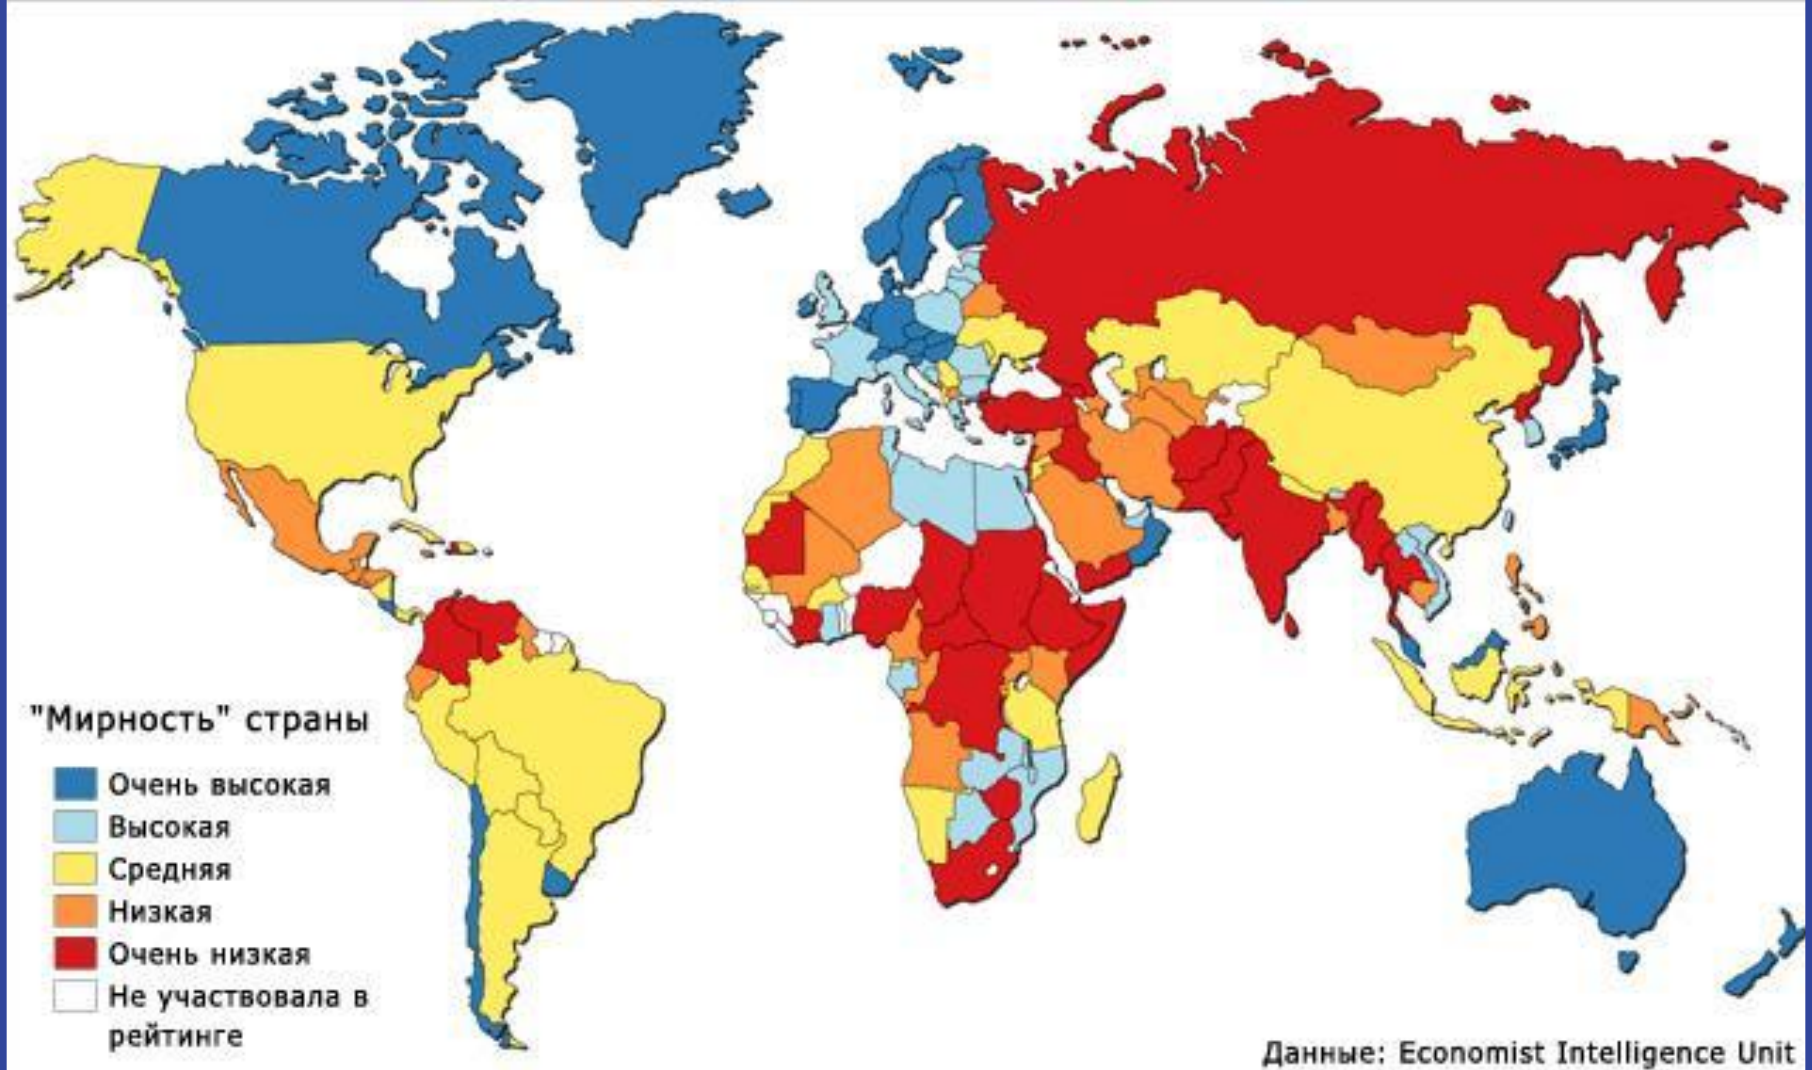 "Мирность" страны
Очень высокая
Высокая
Средняя
Низкая
Очень низкая
Не участвовала в
рейтинге
Данные: Economist Intelligence Unit